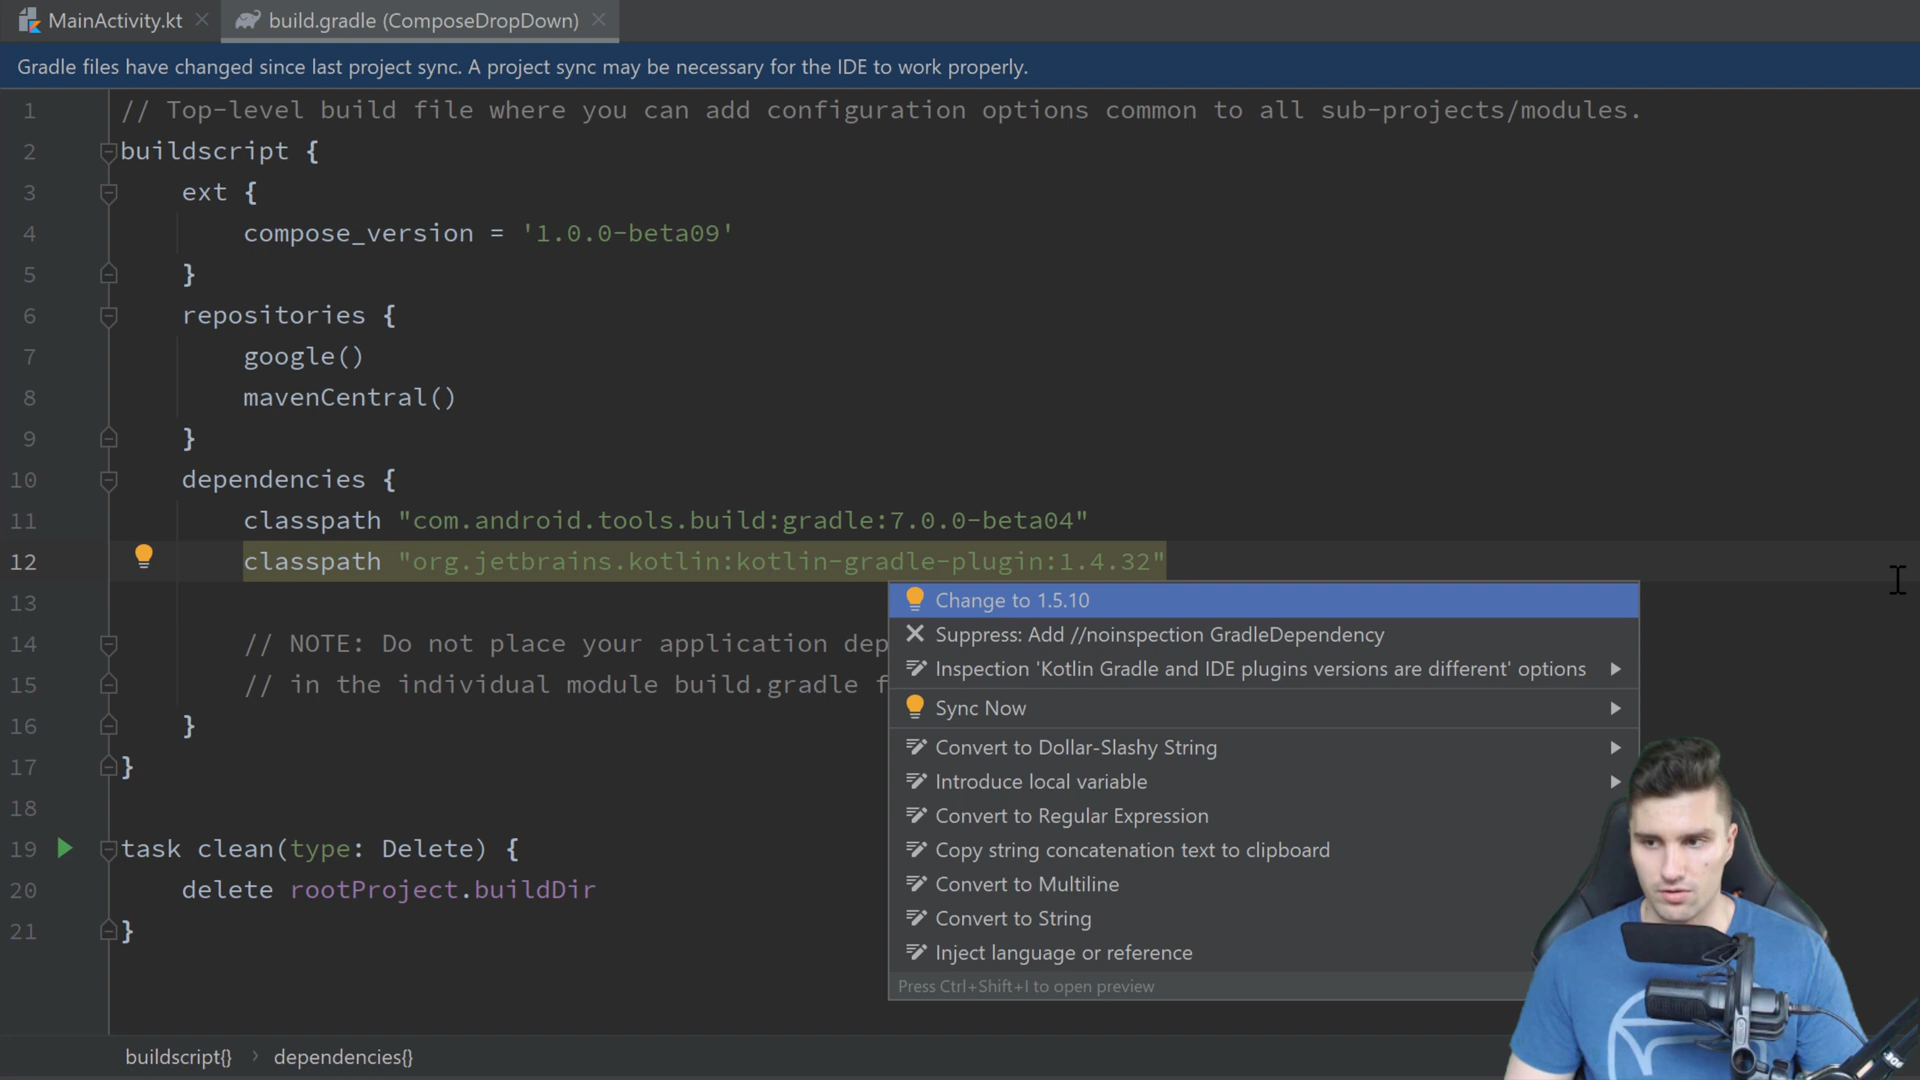 MainActivity.kt
build.gradle (ComposeDropDown)
Gradle files have changed since last project sync. A project sync may be necessary for the IDE to work properly.
1 // Top-level build file where you can add configuration options common to all sub-projects/modules.
2 buildscript {
3 ext {
4 compose_version = '1.0.0-beta09'
5 }
6 repositories {
7 google()
8 mavenCentral()
9 }
10 dependencies {
11 classpath "com.android.tools.build:gradle:7.0.0-beta04"
12 classpath "org.jetbrains.kotlin:kotlin-gradle-plugin:1.4.32"
13
14 // NOTE: Do not place your application dep
15 // in the individual module build.gradle f
16 }
17 }
18
19 task clean(type: Delete) {
20 delete rootProject.buildDir
21 }
Change to 1.5.10
Suppress: Add //noinspection GradleDependency
Inspection 'Kotlin Gradle and IDE plugins versions are different' options
Sync Now
Convert to Dollar-Slashy String
Introduce local variable
Convert to Regular Expression
Copy string concatenation text to clipboard
Convert to Multiline
Convert to String
Inject language or reference
Press Ctrl+Shift+I to open preview
buildscript{} › dependencies{}